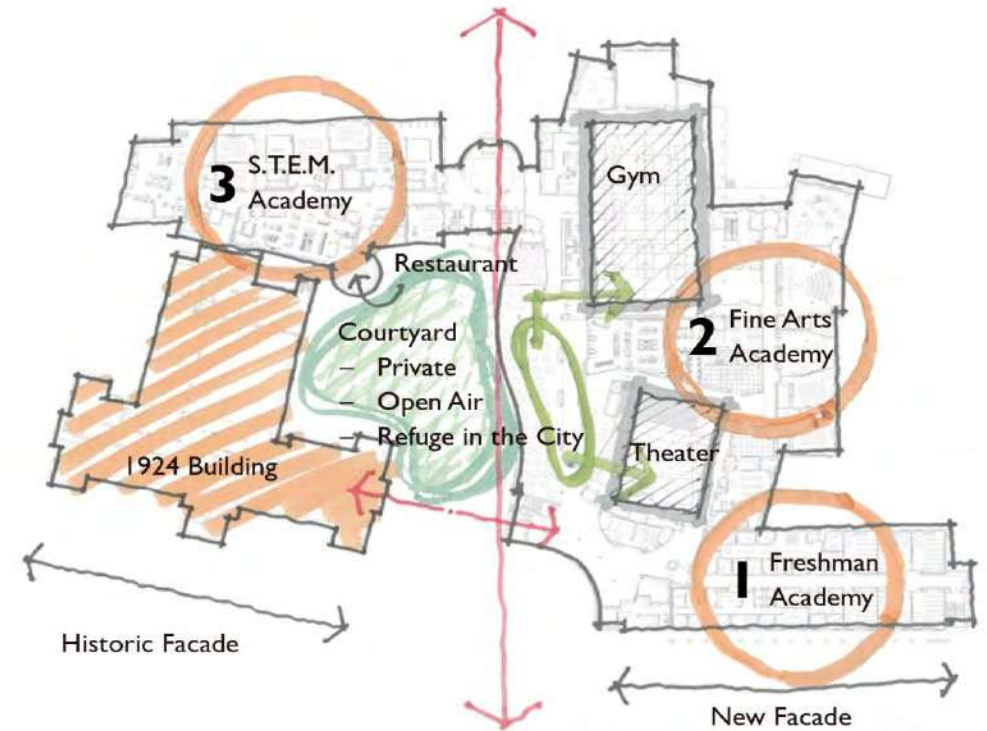 Gym
3
S.T.E.M.
Academy
Restaurant
Courtyard
– Private
– Open Air
– Refuge in the City
2
Fine Arts
Academy
Theater
1924 Building
1
Freshman
Academy
Historic Facade
New Facade